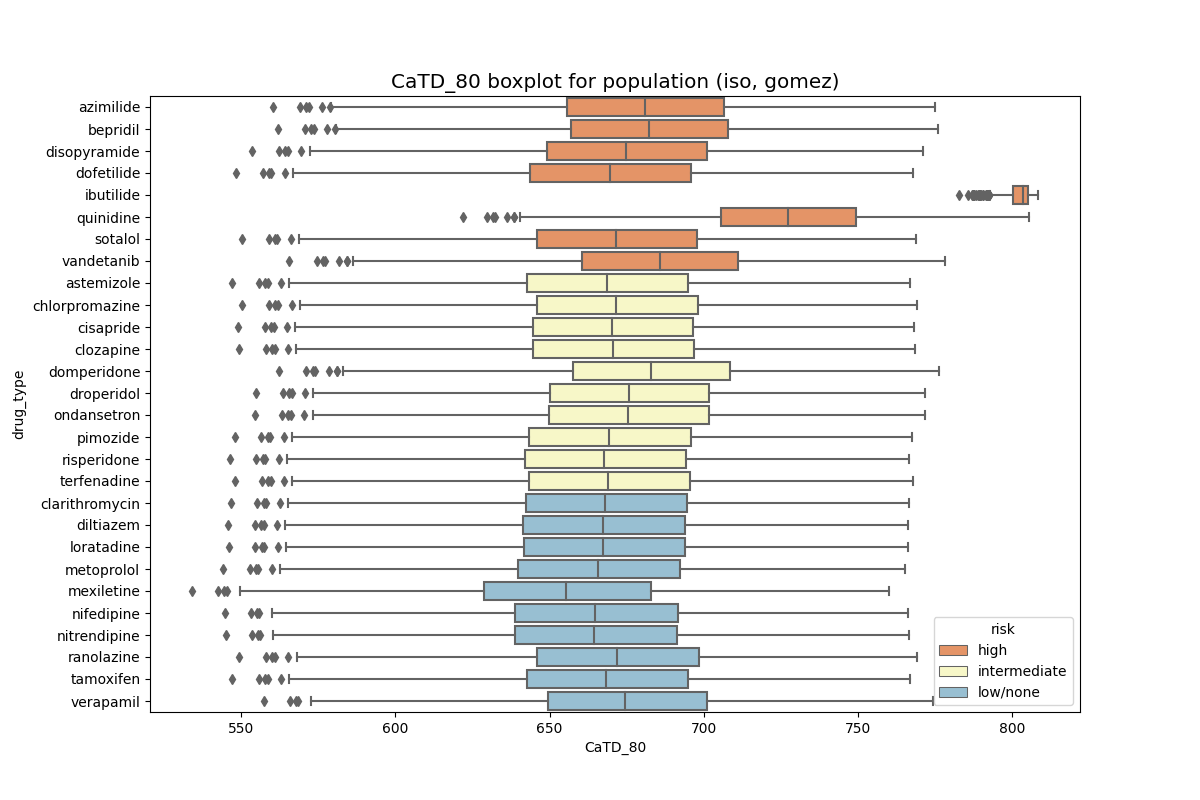 CaTD_80 boxplot for population (iso, gomez)
drug_type
azimilide
bepridil
disopyramide
dofetilide
ibutilide
quinidine
sotalol
vandetanib
astemizole
chlorpromazine
cisapride
clozapine
domperidone
droperidol
ondansetron
pimozide
risperidone
terfenadine
clarithromycin
diltiazem
loratadine
metoprolol
mexiletine
nifedipine
nitrendipine
ranolazine
tamoxifen
verapamil
risk
high
intermediate
low/none
550 600 650 700 750 800
CaTD_80